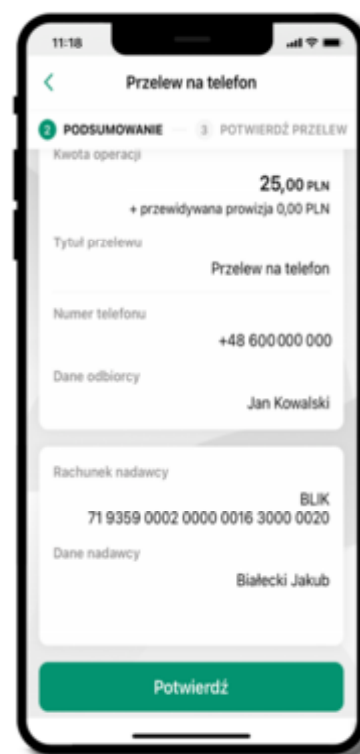 11:18
Przelew na telefon
2 PODSUMOWANIE 3 POTWIERDŹ PRZELEW
Kwota operacji
25,00 PLN
+ przewidywana prowizja 0,00 PLN
Tytuł przelewu
Przelew na telefon
Numer telefonu
+48 600 000 000
Dane odbiorcy
Jan Kowalski
Rachunek nadawcy
BLIK
71 9359 0002 0000 0016 3000 0020
Dane nadawcy
Białecki Jakub
Potwierdź